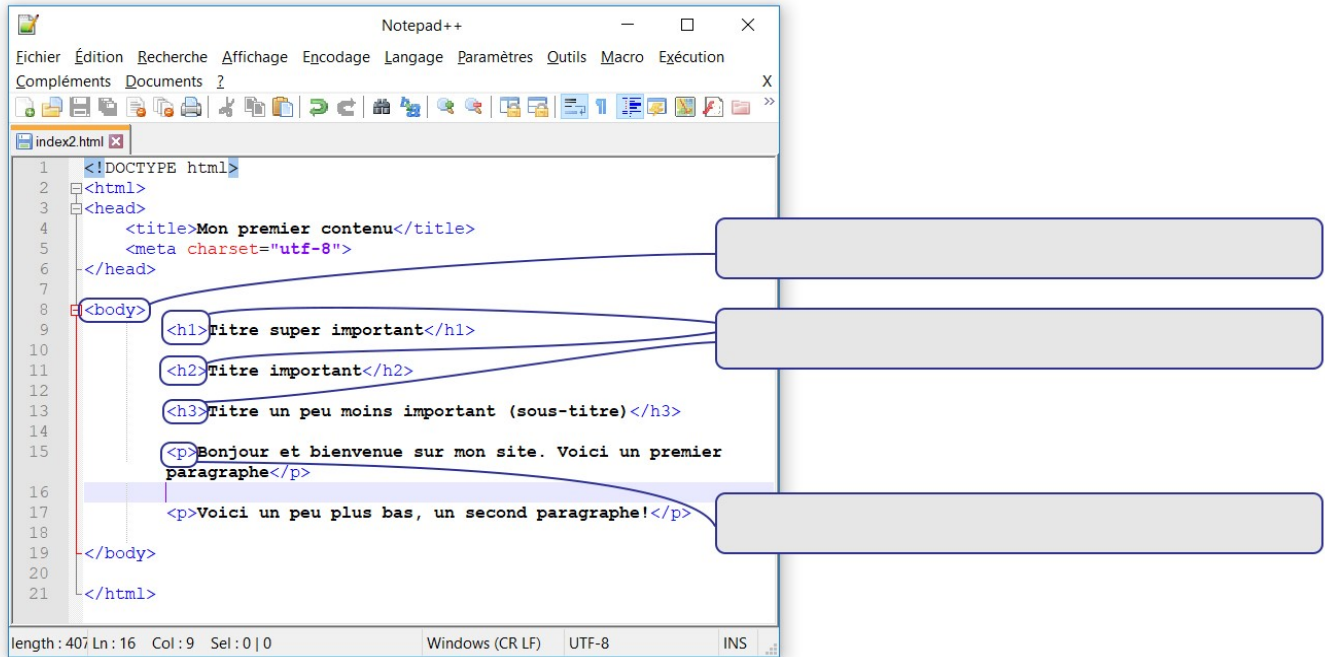 Notepad++
Fichier Édition Recherche Affichage Encodage Langage Paramètres Outils Macro Exécution
Compléments Documents ? X
index2.html
1 <!DOCTYPE html>
2 <html>
3 <head>
4 <title>Mon premier contenu</title>
5 <meta charset="utf-8">
6 </head>
7
8 <body>
9 <h1>Titre super important</h1>
10
11 <h2>Titre important</h2>
12
13 <h3>Titre un peu moins important (sous-titre)</h3>
14
15 <p>Bonjour et bienvenue sur mon site. Voici un premier
paragraphe</p>
16
17 <p>Voici un peu plus bas, un second paragraphe!</p>
18
19 </body>
20
21 </html>
length : 407 Ln : 16 Col : 9 Sel : 0 | 0 Windows (CR LF) UTF-8 INS